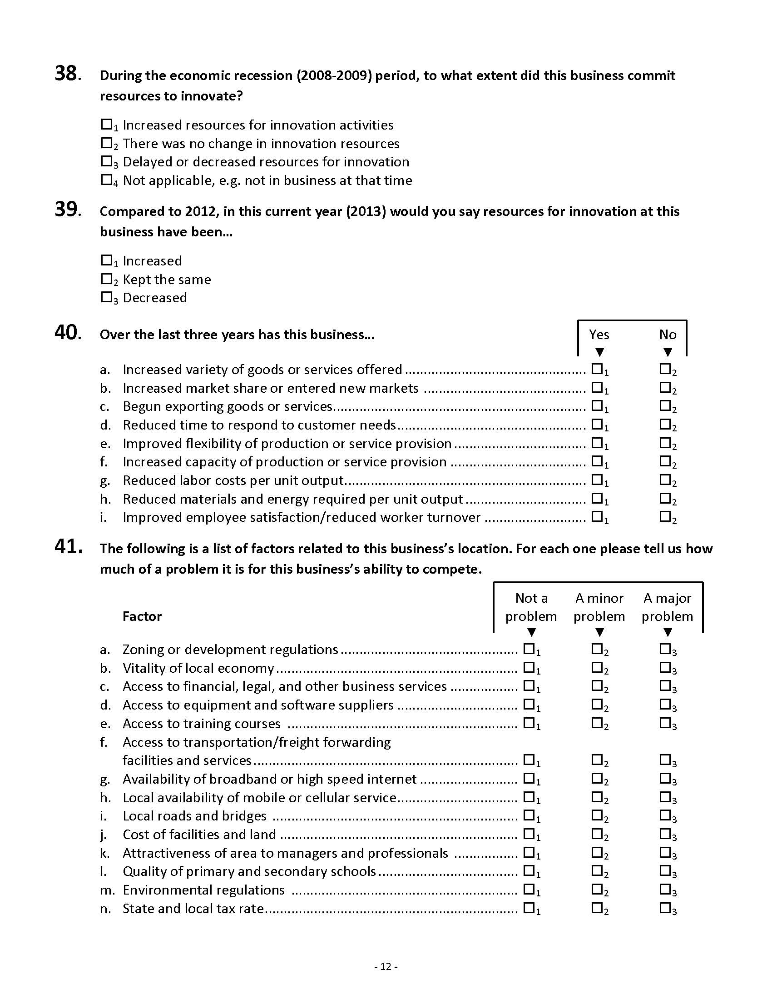 38. During the economic recession (2008-2009) period, to what extent did this business commit
resources to innovate?
☐1 Increased resources for innovation activities
☐2 There was no change in innovation resources
☐3 Delayed or decreased resources for innovation
☐4 Not applicable, e.g. not in business at that time
39. Compared to 2012, in this current year (2013) would you say resources for innovation at this
business have been…
☐1 Increased
☐2 Kept the same
☐3 Decreased
40. Over the last three years has this business… Yes No
▼ ▼
a. Increased variety of goods or services offered ☐1 ☐2
b. Increased market share or entered new markets ☐1 ☐2
c. Begun exporting goods or services ☐1 ☐2
d. Reduced time to respond to customer needs ☐1 ☐2
e. Improved flexibility of production or service provision ☐1 ☐2
f. Increased capacity of production or service provision ☐1 ☐2
g. Reduced labor costs per unit output ☐1 ☐2
h. Reduced materials and energy required per unit output ☐1 ☐2
i. Improved employee satisfaction/reduced worker turnover ☐1 ☐2
41. The following is a list of factors related to this business’s location. For each one please tell us how
much of a problem it is for this business’s ability to compete.
Not a A minor A major
Factor problem problem problem
▼ ▼ ▼
a. Zoning or development regulations ☐1 ☐2 ☐3
b. Vitality of local economy ☐1 ☐2 ☐3
c. Access to financial, legal, and other business services ☐1 ☐2 ☐3
d. Access to equipment and software suppliers ☐1 ☐2 ☐3
e. Access to training courses ☐1 ☐2 ☐3
f. Access to transportation/freight forwarding
facilities and services ☐1 ☐2 ☐3
g. Availability of broadband or high speed internet ☐1 ☐2 ☐3
h. Local availability of mobile or cellular service ☐1 ☐2 ☐3
i. Local roads and bridges ☐1 ☐2 ☐3
j. Cost of facilities and land ☐1 ☐2 ☐3
k. Attractiveness of area to managers and professionals ☐1 ☐2 ☐3
l. Quality of primary and secondary schools ☐1 ☐2 ☐3
m. Environmental regulations ☐1 ☐2 ☐3
n. State and local tax rate ☐1 ☐2 ☐3
- 12 -